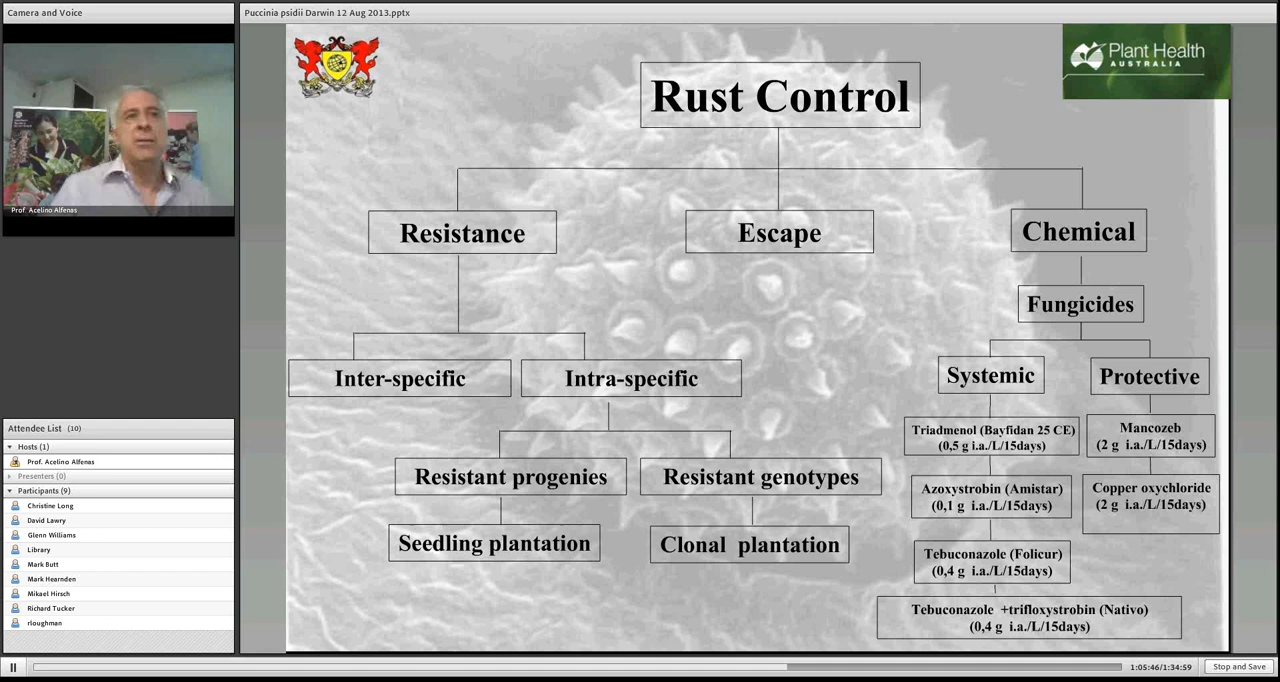 Camera and Voice
Prof. Acelino Alfenas
Attendee List (10)
Hosts (1)
Prof. Acelino Alfenas
Presenters (0)
Participants (9)
Christine Long
David Lawry
Glenn Williams
Library
Mark Butt
Mark Hearnden
Mikael Hirsch
Richard Tucker
rloughman
Puccinia psidii Darwin 12 Aug 2013.pptx
Plant Health
AUSTRALIA
Rust Control
Resistance
Escape
Chemical
Fungicides
Inter-specific
Intra-specific
Systemic
Protective
Resistant progenies
Resistant genotypes
Seedling plantation
Clonal plantation
Triadmenol (Bayfidan 25 CE)
(0,5 g i.a./L/15days)
Azoxystrobin (Amistar)
(0,1 g i.a./L/15days)
Tebuconazole (Folicur)
(0,4 g i.a./L/15days)
Tebuconazole +trifloxystrobin (Nativo)
(0,4 g i.a./L/15days)
Mancozeb
(2 g i.a./L/15days)
Copper oxychloride
(2 g i.a./L/15days)
1:05:46/1:34:59
Stop and Save